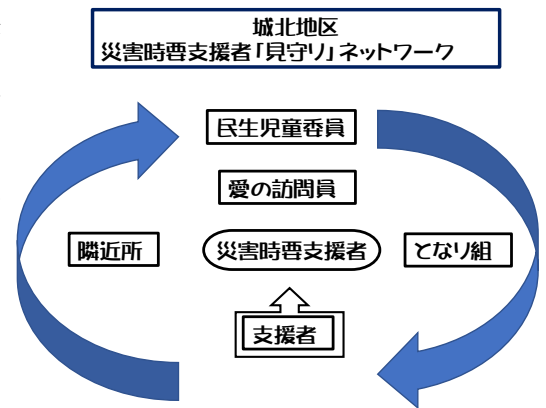 城北地区
災害時要支援者「見守り」ネットワーク
民生児童委員
愛の訪問員
隣近所
災害時要支援者
となり組
支援者